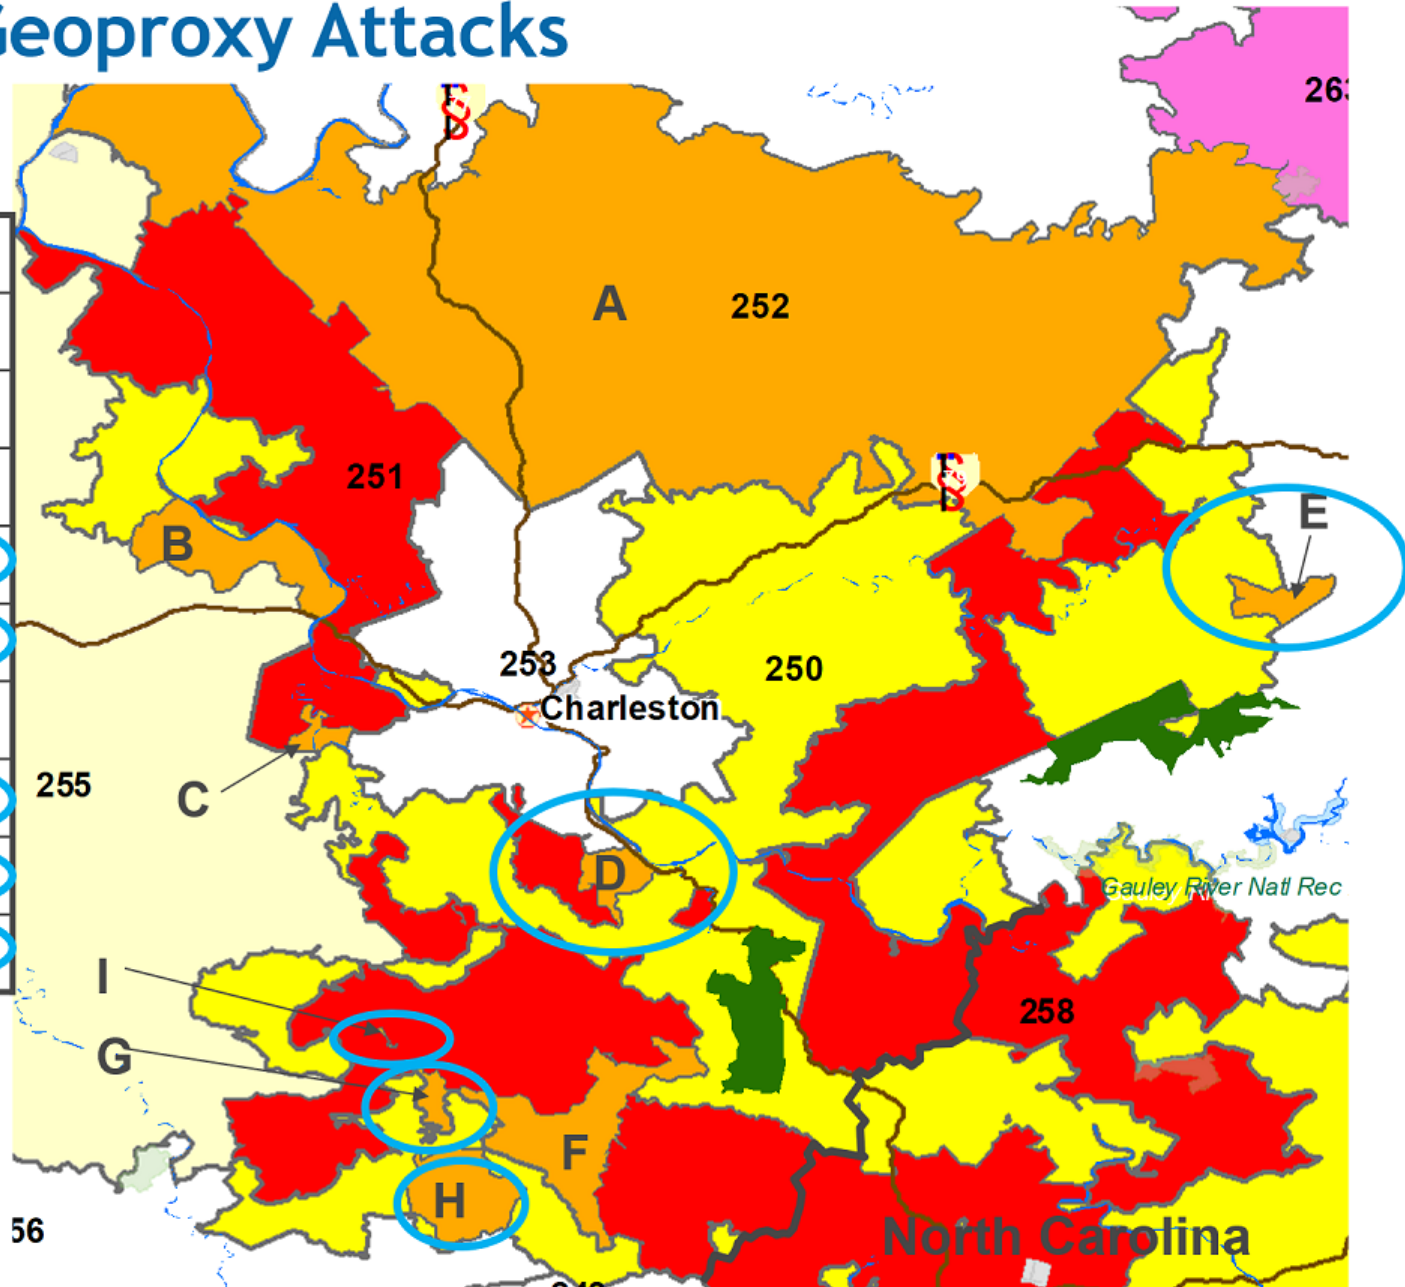 Geoproxy Attacks
263
A
252
251
E
B
253
250
Charleston
255
C
D
Gauley River Natl Rec
I
258
G
F
H
56
North Carolina